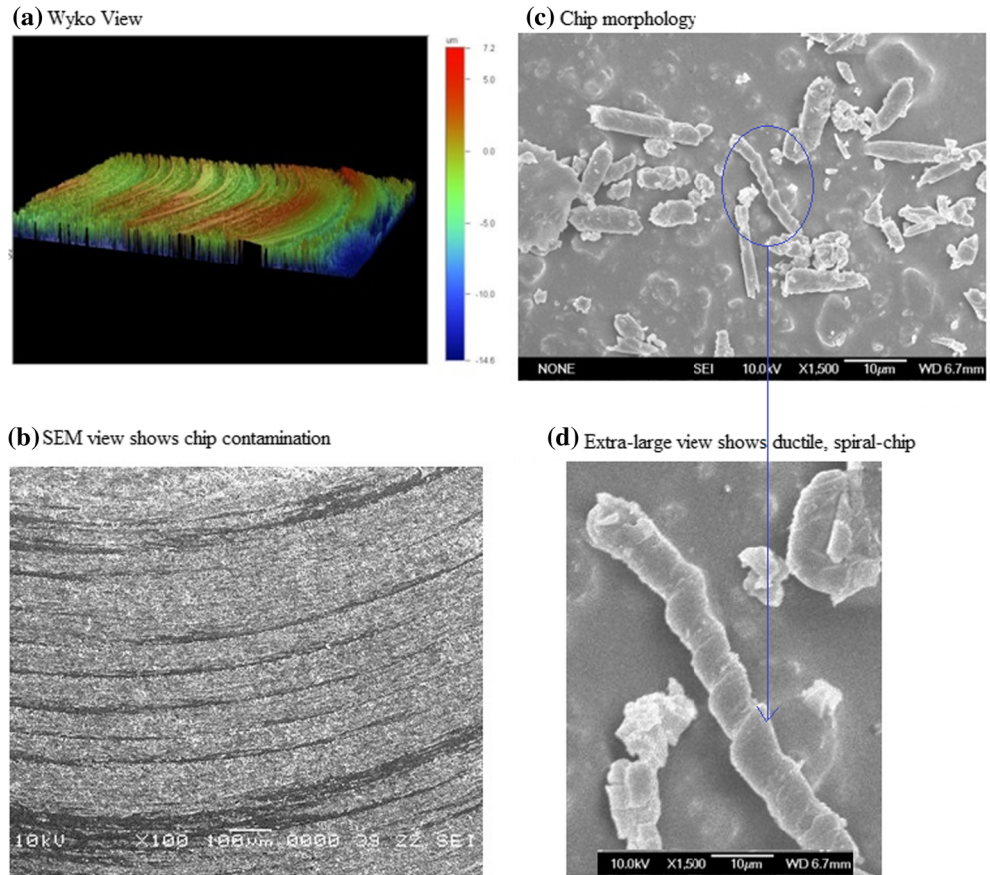 (a) Wyko View
um
7.2
5.0
0.0
-5.0
-10.0
-14.6
(b) SEM view shows chip contamination
10kV X100 100µm 0000 39 22 SEI
(c) Chip morphology
NONE SEI 10.0kV X1,500 10µm WD 6.7mm
(d) Extra-large view shows ductile, spiral-chip
10.0kV X1,500 10µm WD 6.7mm